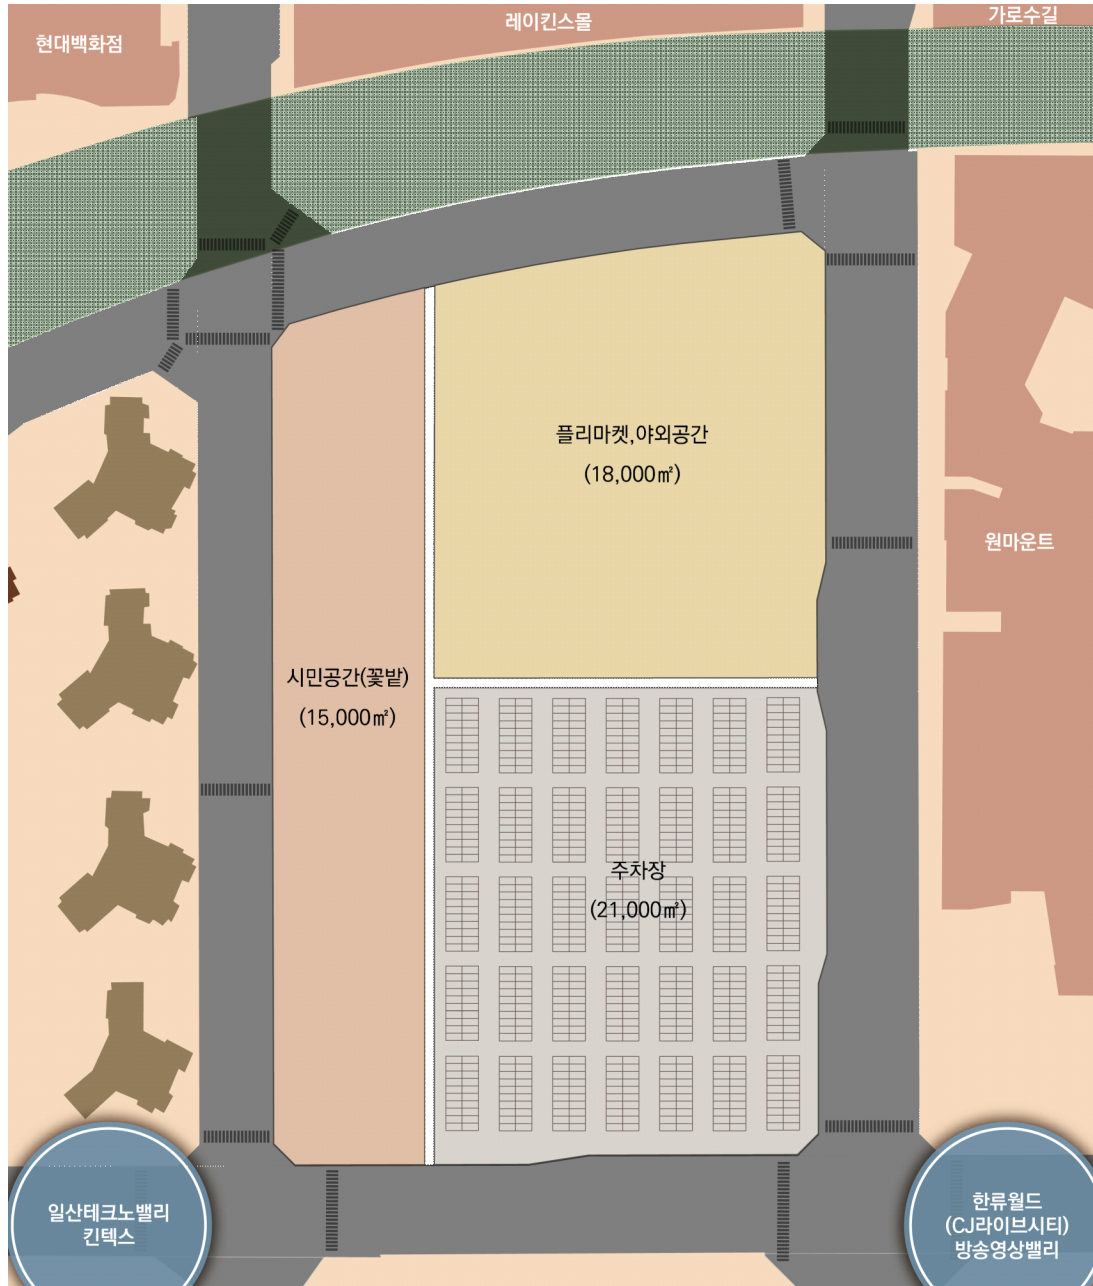 현대백화점
레이킨스몰
가로수길
플리마켓,야외공간
(18,000㎡)
원마운트
시민공간(꽃밭)
(15,000㎡)
주차장
(21,000㎡)
일산테크노밸리
킨텍스
한류월드
(CJ라이브시티)
방송영상밸리